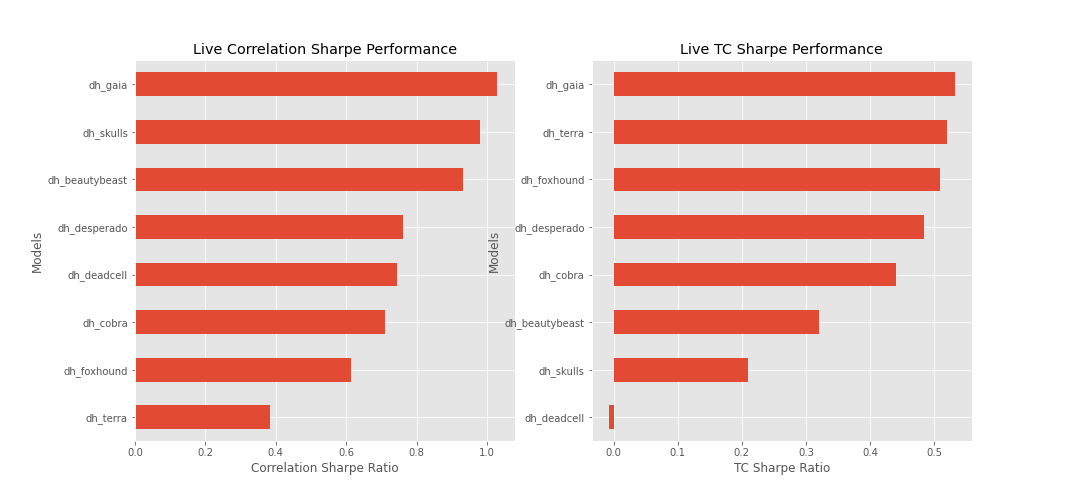 Live Correlation Sharpe Performance
dh_gaia
dh_skulls
dh_beautybeast
dh_desperado
dh_deadcell
dh_cobra
dh_foxhound
dh_terra
Models
0.0 0.2 0.4 0.6 0.8 1.0
Correlation Sharpe Ratio
Live TC Sharpe Performance
dh_gaia
dh_terra
dh_foxhound
dh_desperado
dh_cobra
dh_beautybeast
dh_skulls
dh_deadcell
Models
0.0 0.1 0.2 0.3 0.4 0.5
TC Sharpe Ratio